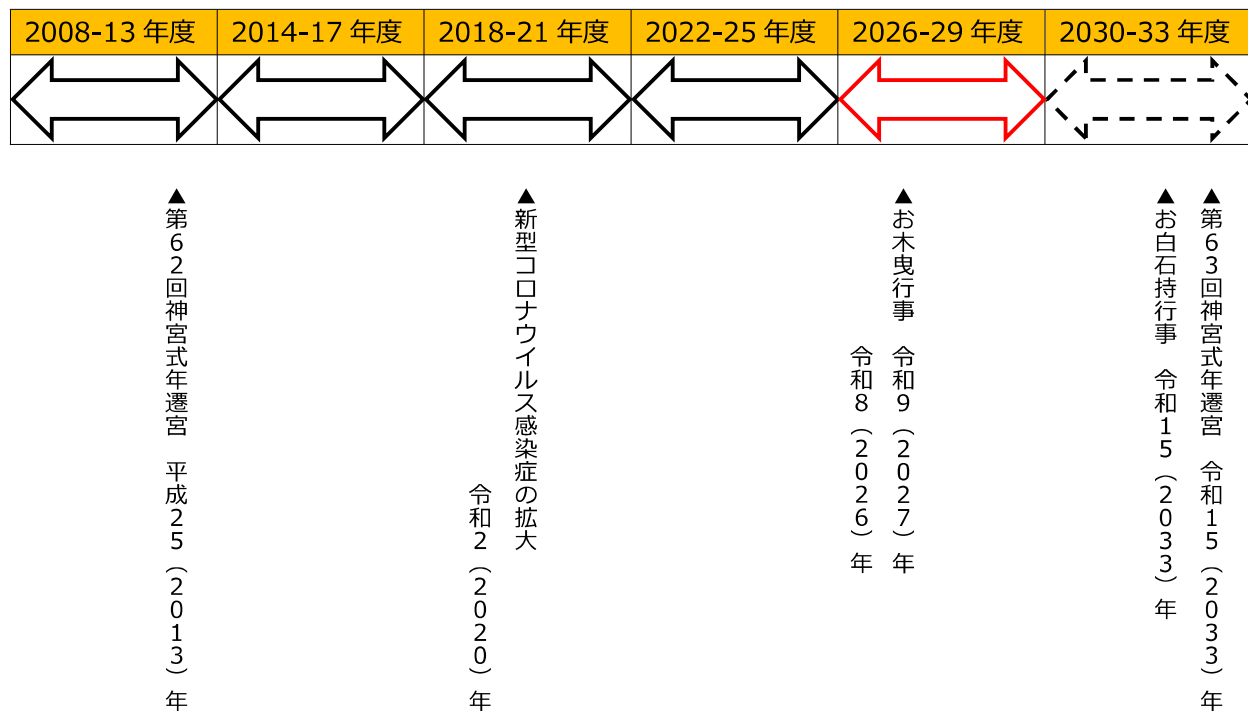 2008-13 年度
2014-17 年度
2018-21 年度
2022-25 年度
2026-29 年度
2030-33 年度
▲第62回神宮式年遷宮　平成25(2013)年
▲新型コロナウイルス感染症の拡大
令和2(2020)年
▲お木曳行事　令和9(2027)年
令和8(2026)年
▲第63回神宮式年遷宮　令和15(2033)年
▲お白石持行事　令和15(2033)年